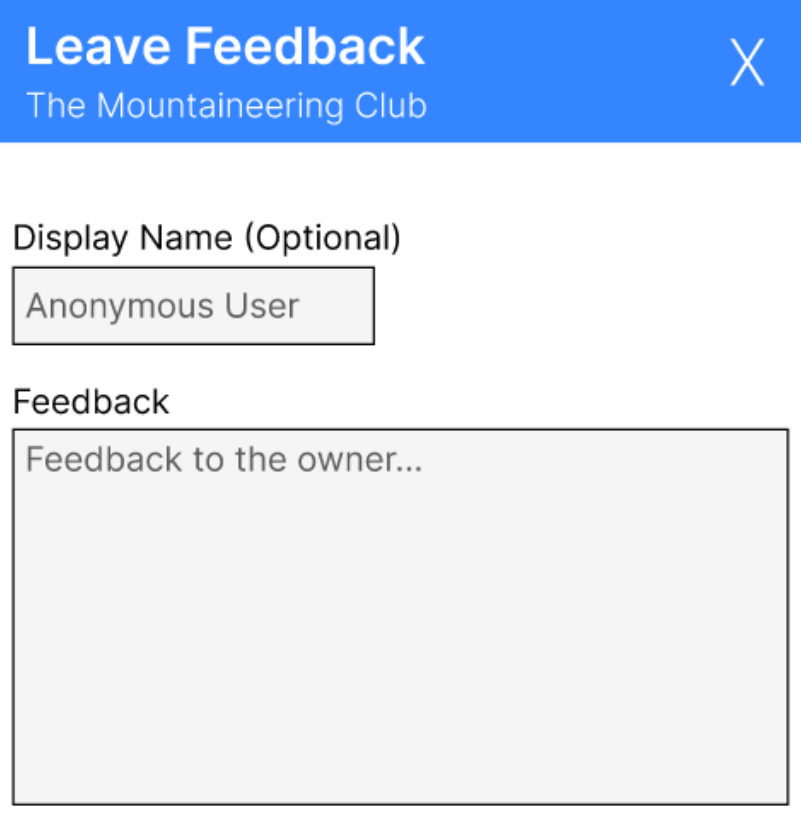 Leave Feedback
X
The Mountaineering Club
Display Name (Optional)
Anonymous User
Feedback
Feedback to the owner...